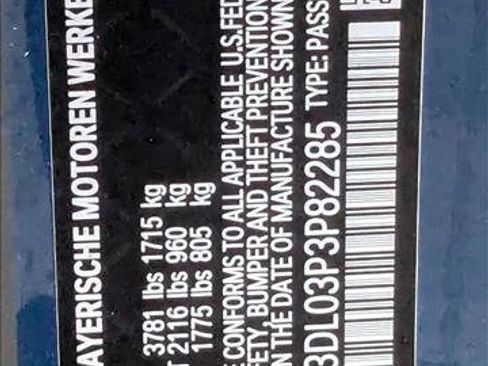 AYERISCHE MOTOREN WERKE
3781 lbs 1715 kg
T 2116 lbs 960 kg
1775 lbs 805 kg
E CONFORMS TO ALL APPLICABLE U.S. FED
FETY, BUMPER AND THEFT PREVENTION
N THE DATE OF MANUFACTURE SHOWN
3DL03P3P82285 TYPE: PASS